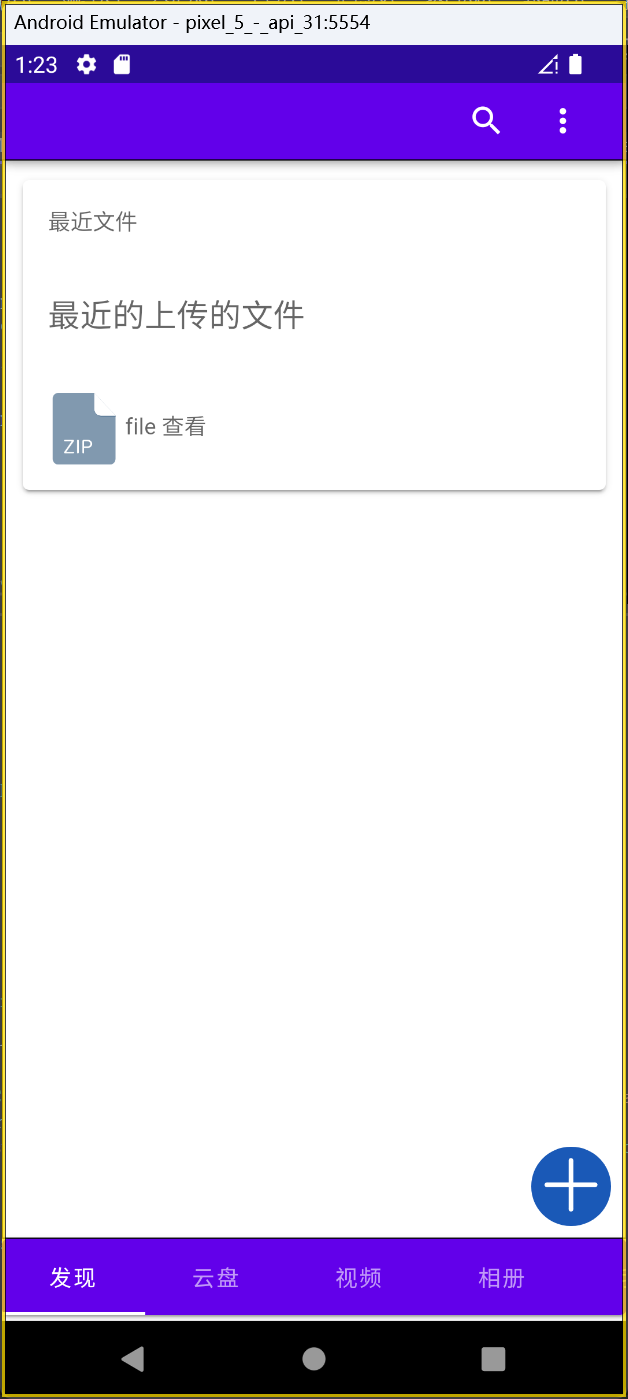 Android Emulator - pixel_5_-_api_31:5554
1:23
最近文件
最近的上传的文件
ZIP
file 查看
发现 云盘 视频 相册